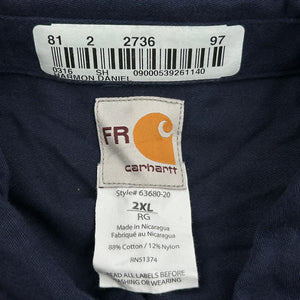 81 2 2736 97
0318 SH 09000539261140
HARMON DANIEL
FR
carhartt
Style# 63680-20
2XL
RG
Made in Nicaragua
Fabriqué au Nicaragua
88% Cotton / 12% Nylon
RN51374
READ ALL LABELS BEFORE
WASHING OR WEARING